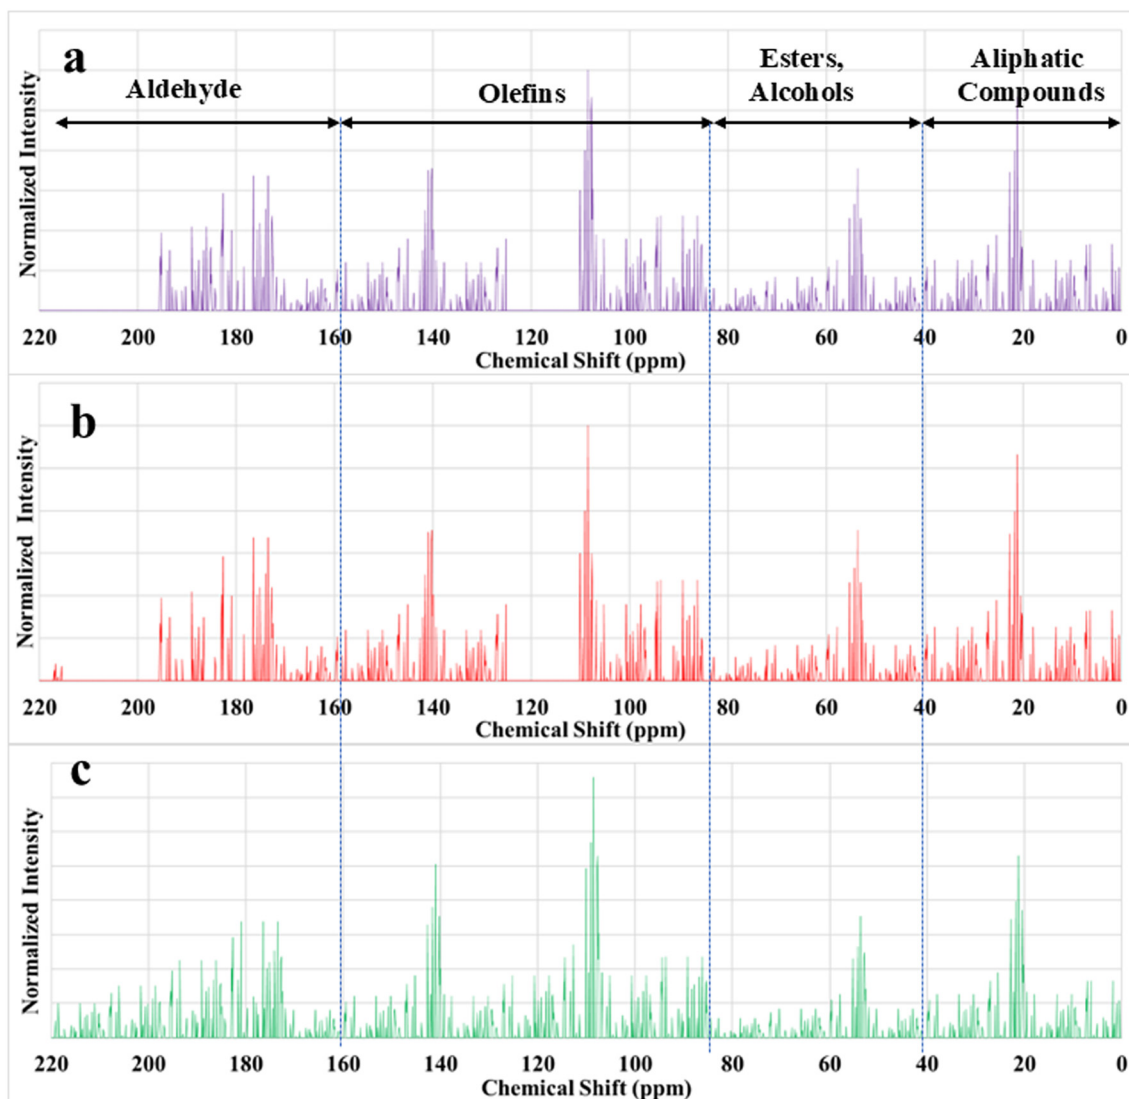 a
Aldehyde
Olefins
Esters,
Alcohols
Aliphatic
Compounds
Normalized Intensity
220 200 180 160 140 120 100 80 60 40 20 0
Chemical Shift (ppm)
b
Normalized Intensity
220 200 180 160 140 120 100 80 60 40 20 0
Chemical Shift (ppm)
c
Normalized Intensity
220 200 180 160 140 120 100 80 60 40 20 0
Chemical Shift (ppm)